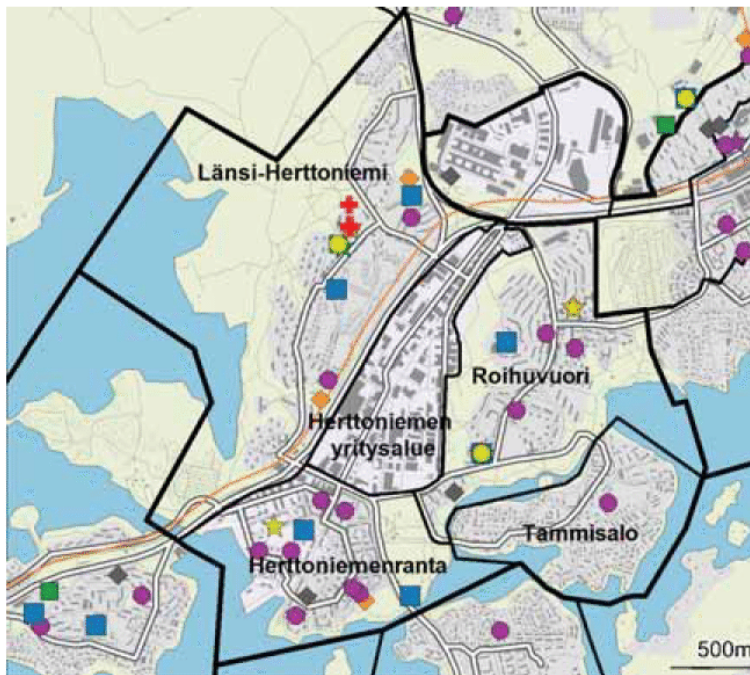 Länsi-Herttoniemi
Roihuvuori
Herttoniemen
yritysalue
Tammisalo
Herttoniemenranta
500m